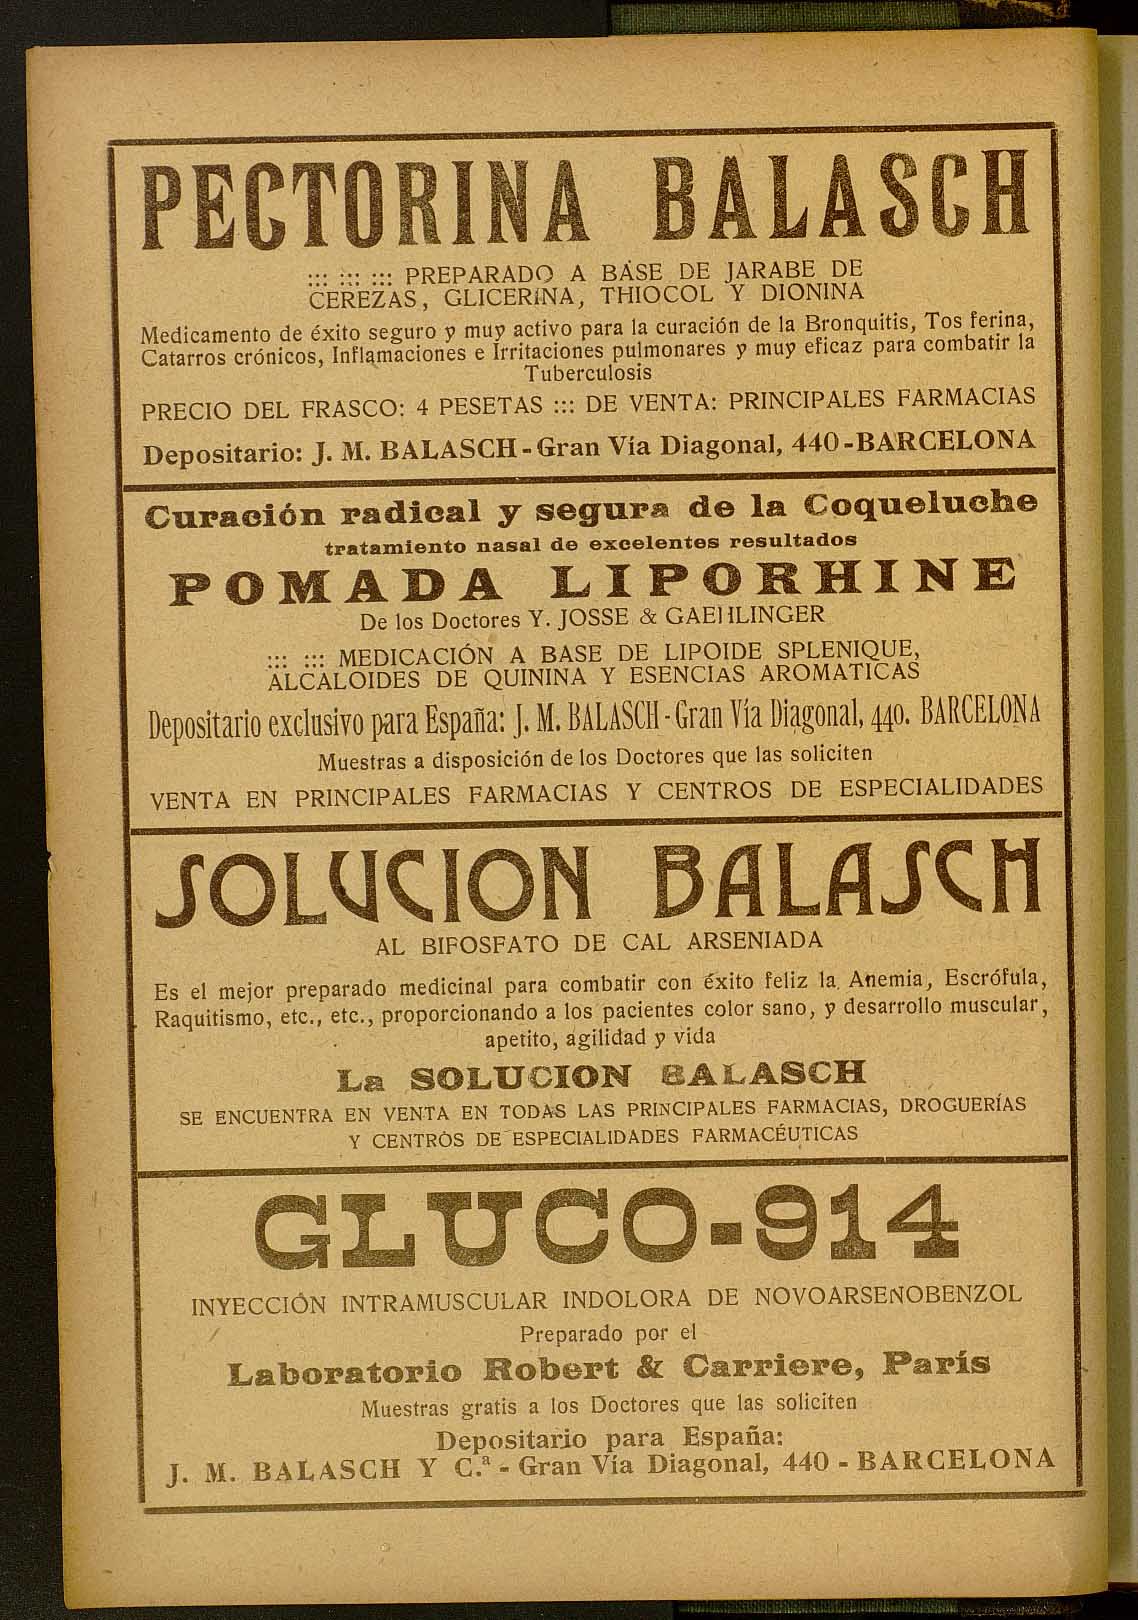 PECTORINA BALASCH
::: ::: ::: PREPARADO A BASE DE JARABE DE
CEREZAS, GLICERINA, THIOCOL Y DIONINA
Medicamento de éxito seguro y muy activo para la curación de la Bronquitis, Tos ferina,
Catarros crónicos, Inflamaciones e Irritaciones pulmonares y muy eficaz para combatir la
Tuberculosis
PRECIO DEL FRASCO: 4 PESETAS ::: DE VENTA: PRINCIPALES FARMACIAS
Depositario: J. M. BALASCH - Gran Vía Diagonal, 440 - BARCELONA
Curación radical y segura de la Coqueluche
tratamiento nasal de excelentes resultados
POMADA LIPORHINE
De los Doctores Y. JOSSE & GAEHLINGER
::: ::: MEDICACIÓN A BASE DE LIPOIDE SPLENIQUE,
ALCALOIDES DE QUININA Y ESENCIAS AROMATICAS
Depositario exclusivo para España: J. M. BALASCH - Gran Vía Diagonal, 440. BARCELONA
Muestras a disposición de los Doctores que las soliciten
VENTA EN PRINCIPALES FARMACIAS Y CENTROS DE ESPECIALIDADES
SOLUCION BALASCH
AL BIFOSFATO DE CAL ARSENIADA
Es el mejor preparado medicinal para combatir con éxito feliz la Anemia, Escrófula,
Raquitismo, etc., etc., proporcionando a los pacientes color sano, y desarrollo muscular,
apetito, agilidad y vida
La SOLUCION BALASCH
SE ENCUENTRA EN VENTA EN TODAS LAS PRINCIPALES FARMACIAS, DROGUERÍAS
Y CENTROS DE ESPECIALIDADES FARMACÉUTICAS
GLUCO-914
INYECCIÓN INTRAMUSCULAR INDOLORA DE NOVOARSENOBENZOL
Preparado por el
Laboratorio Robert & Carriere, París
Muestras gratis a los Doctores que las soliciten
Depositario para España:
J. M. BALASCH Y C.ª - Gran Vía Diagonal, 440 - BARCELONA